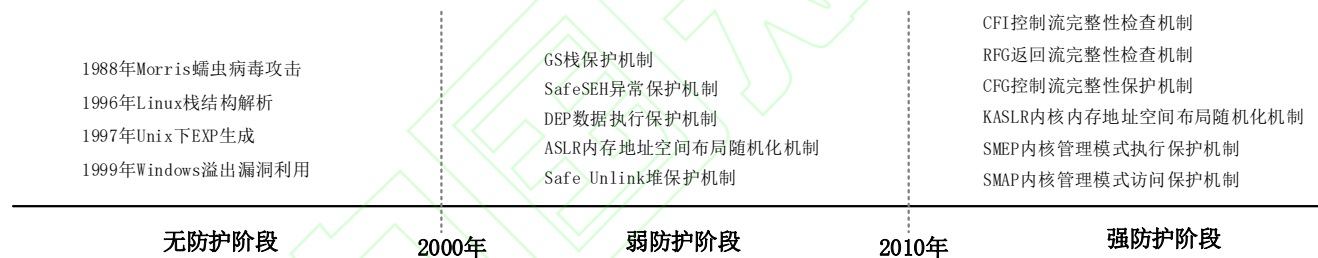 1988年Morris蠕虫病毒攻击
1996年Linux栈结构解析
1997年Unix下EXP生成
1999年Windows溢出漏洞利用
GS栈保护机制
SafeSEH异常保护机制
DEP数据执行保护机制
ASLR内存地址空间布局随机化机制
Safe Unlink堆保护机制
CFI控制流完整性检查机制
RFG返回流完整性检查机制
CFG控制流完整性保护机制
KASLR内核内存地址空间布局随机化机制
SMEP内核管理模式执行保护机制
SMAP内核管理模式访问保护机制
无防护阶段
2000年
弱防护阶段
2010年
强防护阶段